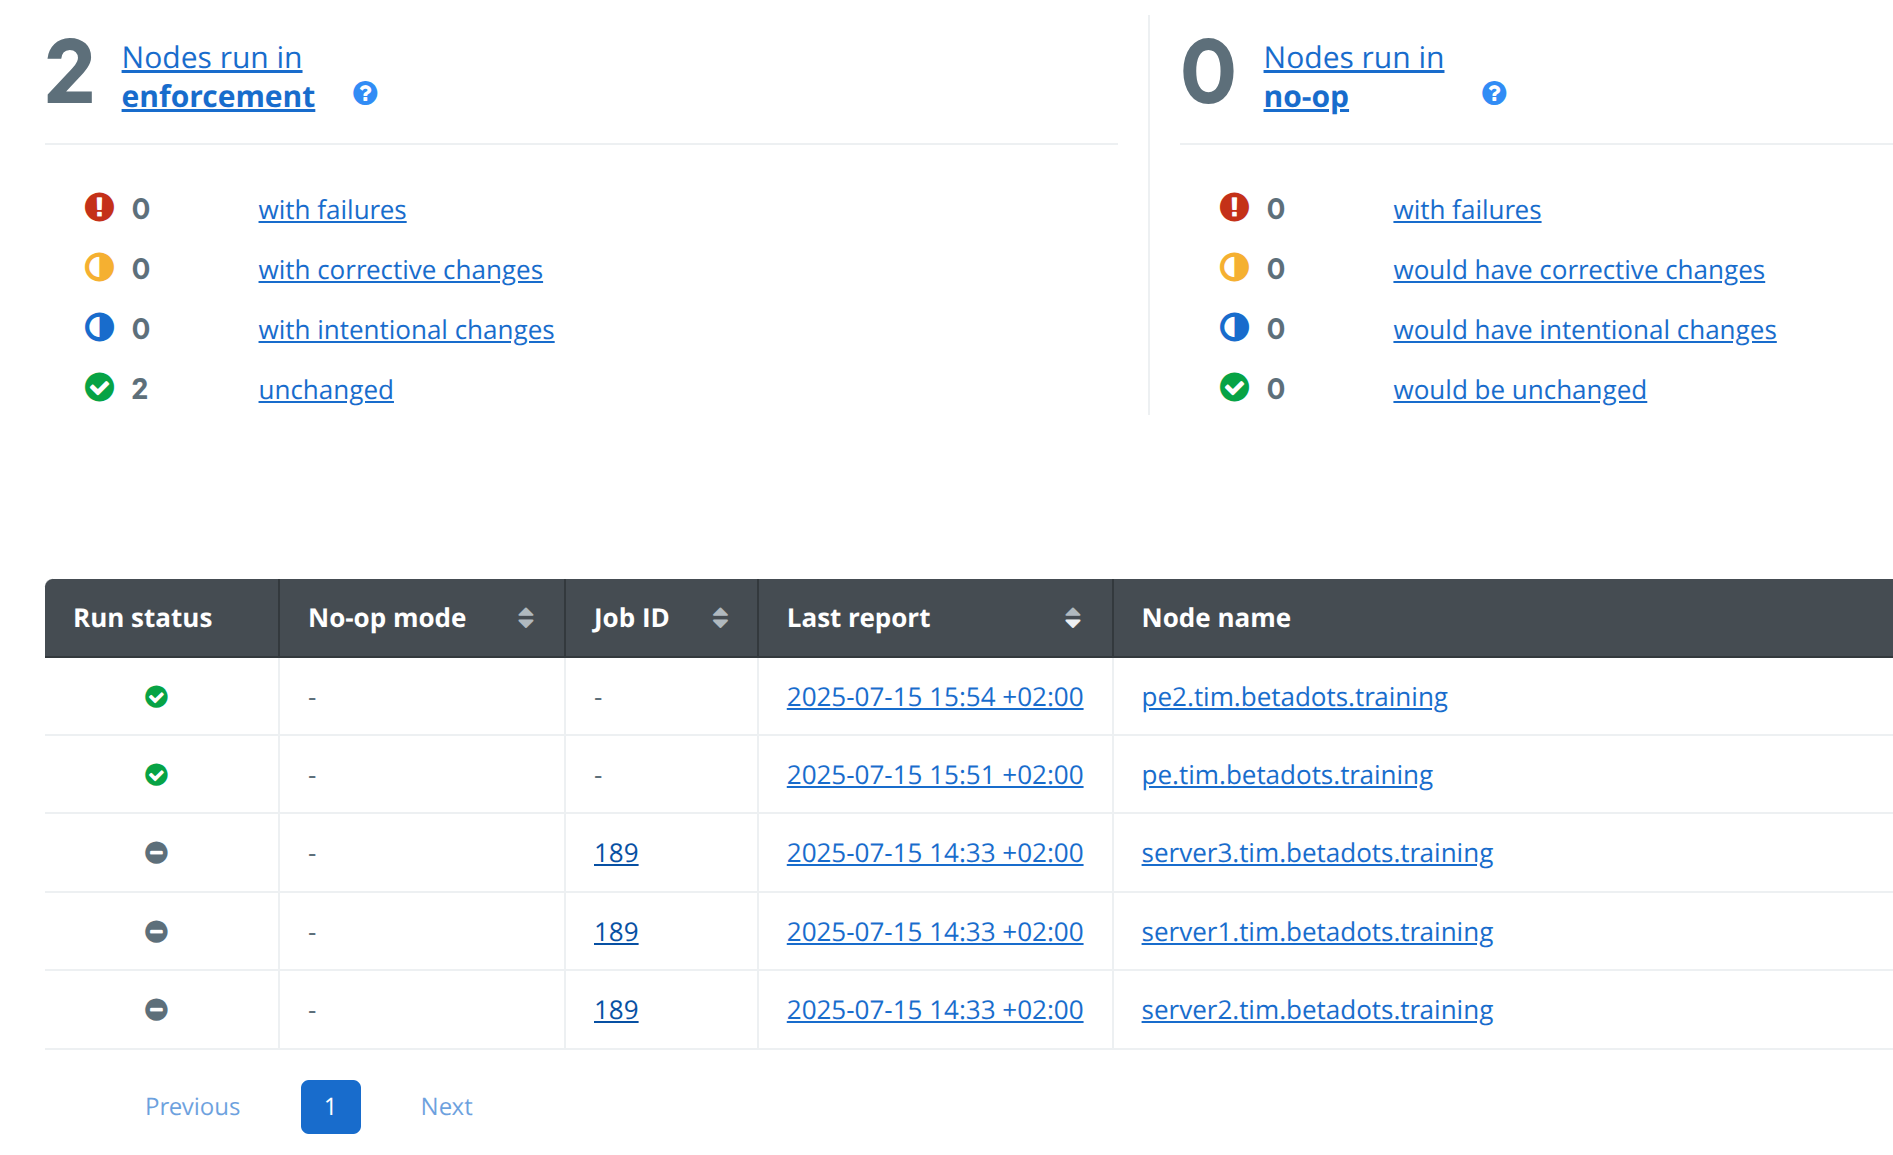 2 Nodes run in
enforcement ?
0 Nodes run in
no-op ?
0 with failures
0 with corrective changes
0 with intentional changes
2 unchanged
0 with failures
0 would have corrective changes
0 would have intentional changes
0 would be unchanged
Run status No-op mode Job ID Last report Node name
- - 2025-07-15 15:54 +02:00 pe2.tim.betadots.training
- - 2025-07-15 15:51 +02:00 pe.tim.betadots.training
- 189 2025-07-15 14:33 +02:00 server3.tim.betadots.training
- 189 2025-07-15 14:33 +02:00 server1.tim.betadots.training
- 189 2025-07-15 14:33 +02:00 server2.tim.betadots.training
Previous 1 Next